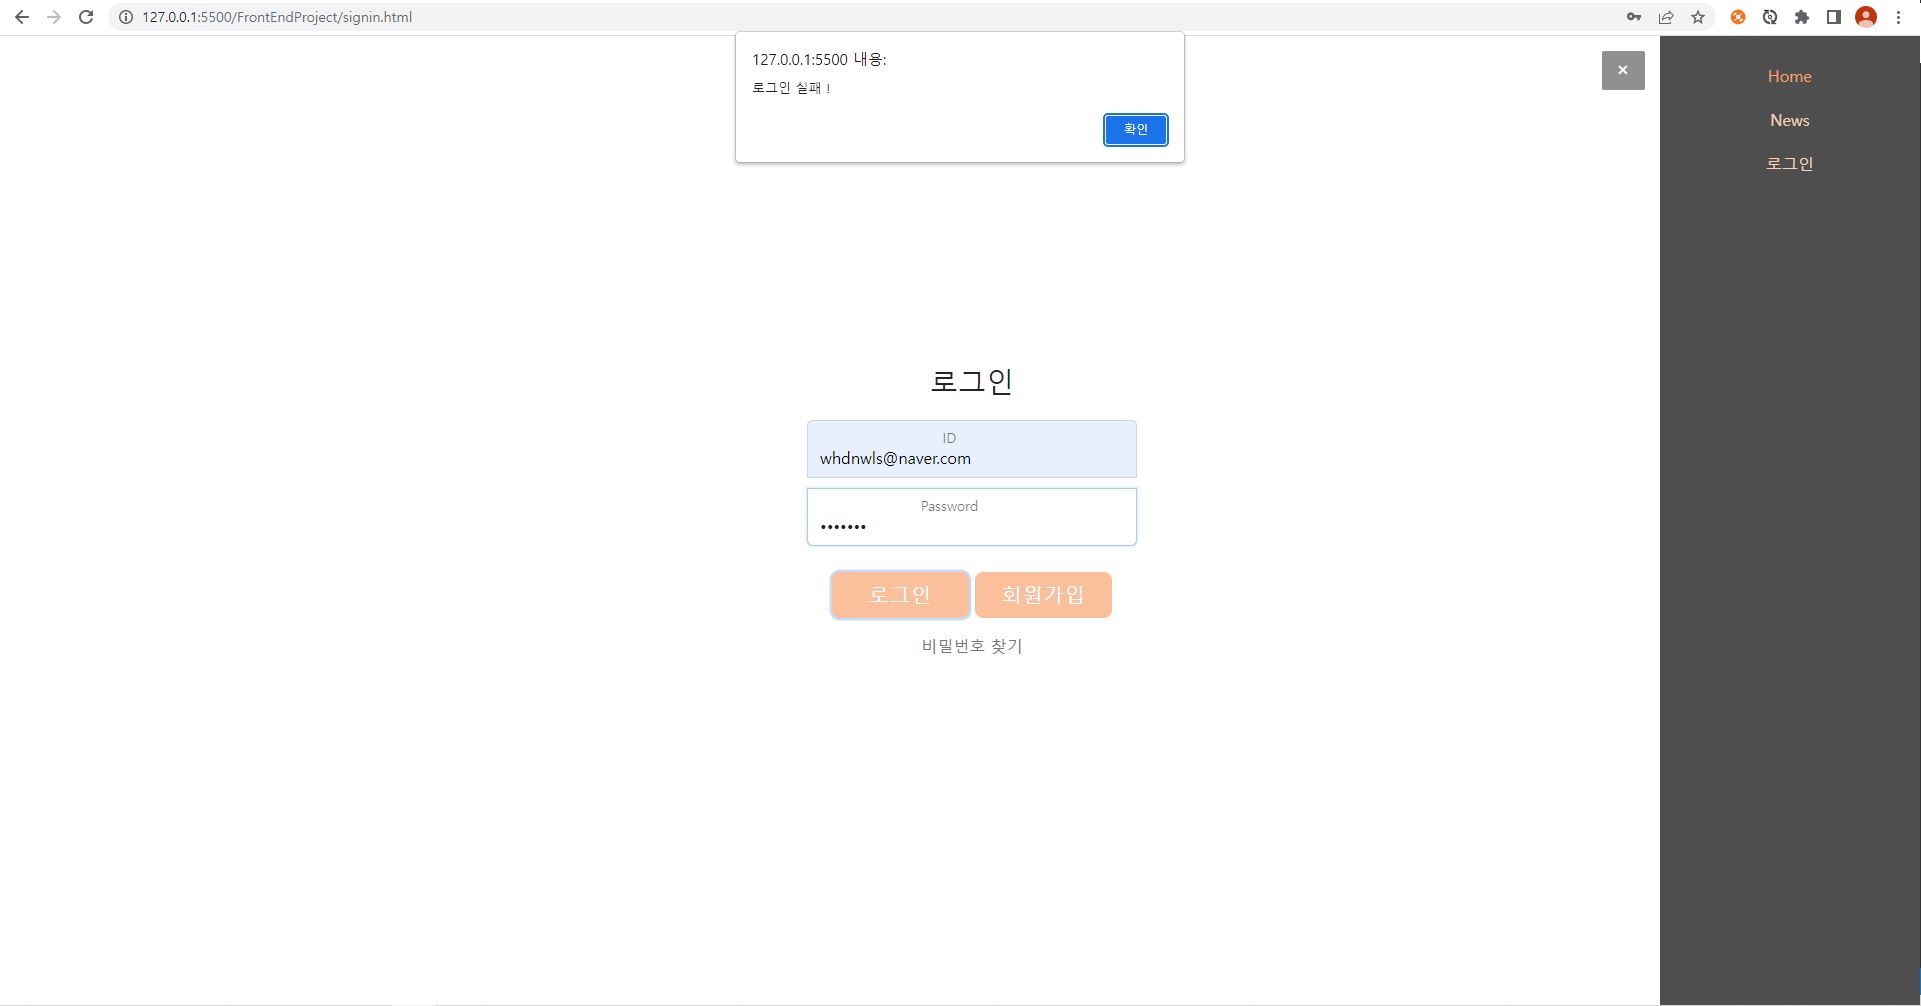 127.0.0.1:5500/FrontEndProject/signin.html
127.0.0.1:5500 내용:
로그인 실패 !
확인
×
Home
News
로그인
로그인
ID
whdnwls@naver.com
Password
•••••••
로그인 회원가입
비밀번호 찾기